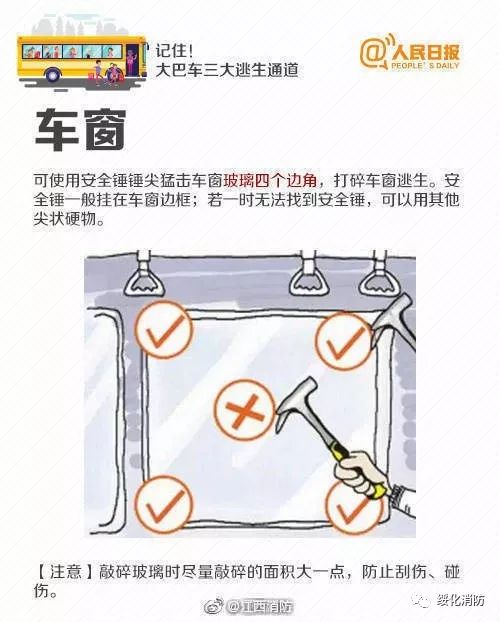 记住！
大巴车三大逃生通道
@人民日报
PEOPLE'S DAILY
车窗
可使用安全锤锤尖猛击车窗玻璃四个边角，打碎车窗逃生。安
全锤一般挂在车窗边框；若一时无法找到安全锤，可以用其他
尖状硬物。
【注意】敲碎玻璃时尽量敲碎的面积大一点，防止刮伤、碰
伤。
@江西消防
绥化消防